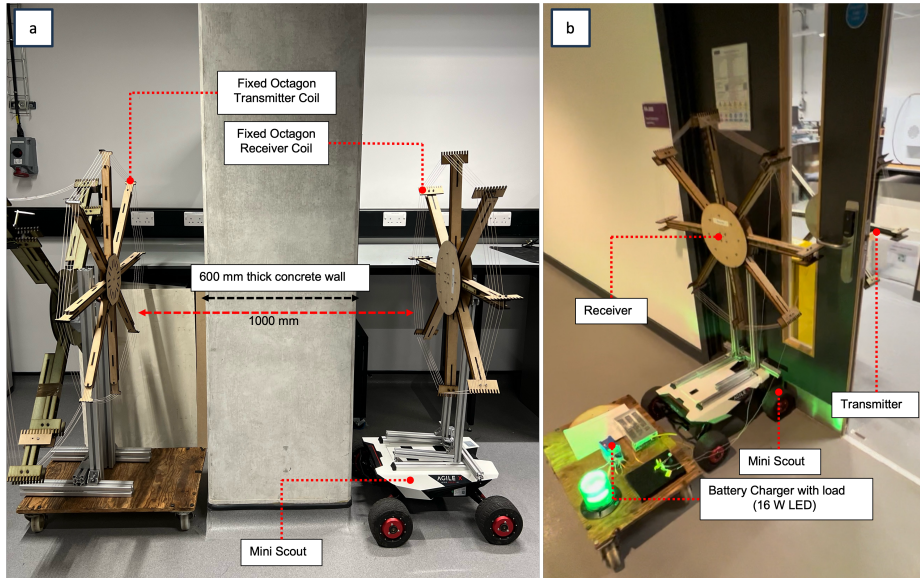 a
Fixed Octagon
Transmitter Coil
Fixed Octagon
Receiver Coil
600 mm thick concrete wall
1000 mm
AGILE X
Mini Scout
b
Receiver
Transmitter
Mini Scout
Battery Charger with load
(16 W LED)